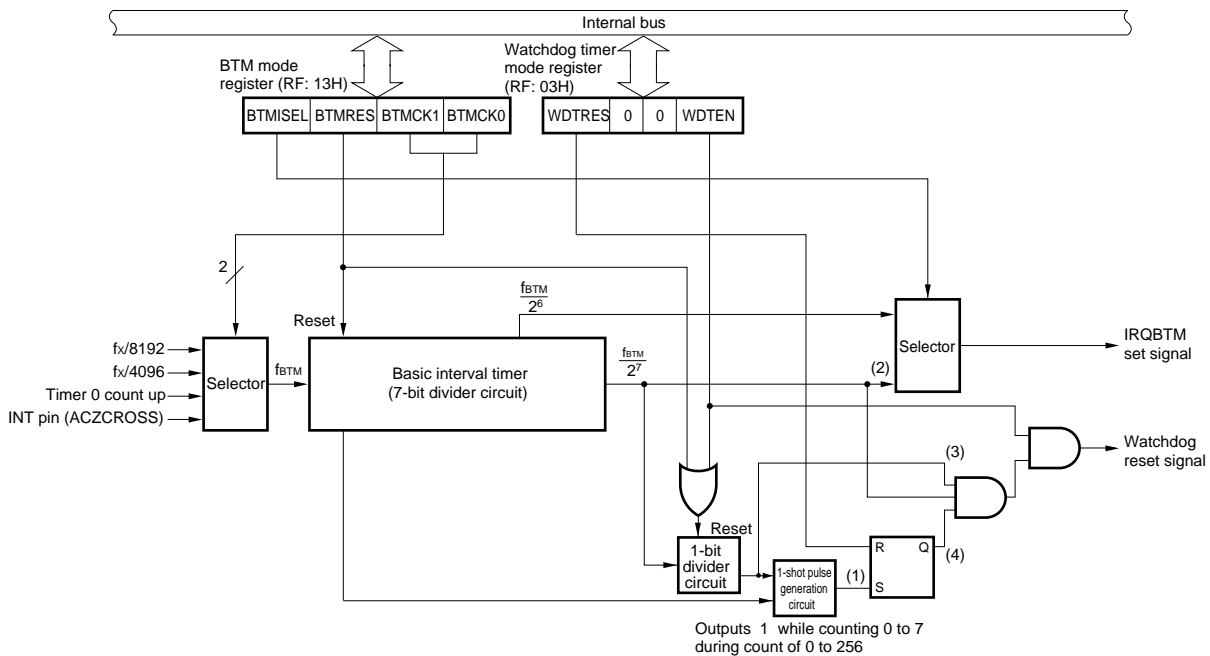 Internal bus
BTM mode
register (RF: 13H)
Watchdog timer
mode register
(RF: 03H)
BTMISEL BTMRES BTMCK1 BTMCK0
WDTRES 0 0 WDTEN
2
Reset
fBTM
2^6
fX/8192
fX/4096
Timer 0 count up
INT pin (ACZCROSS)
Selector
fBTM
Basic interval timer
(7-bit divider circuit)
fBTM
2^7
(2)
Selector
IRQBTM
set signal
(3)
Watchdog
reset signal
Reset
1-bit
divider
circuit
1-shot pulse
generation
circuit
(1)
R Q
S
(4)
Outputs 1 while counting 0 to 7
during count of 0 to 256